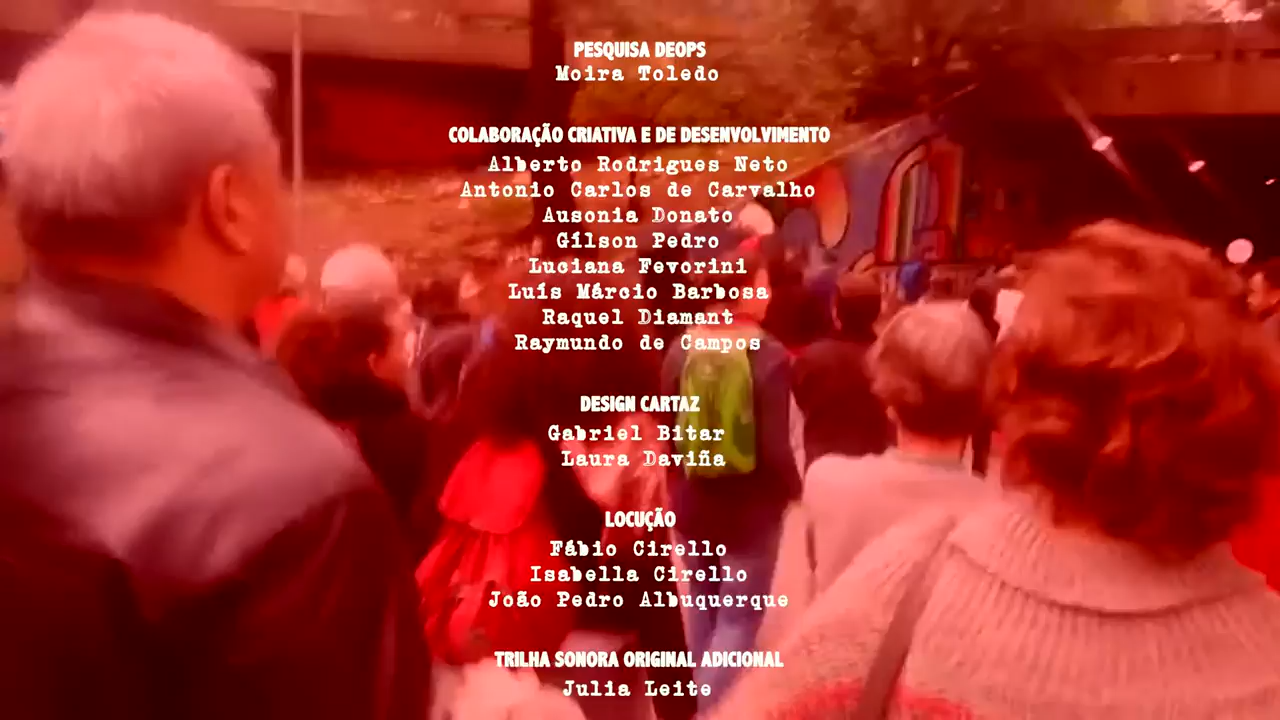 PESQUISA DEOPS
Moira Toledo
COLABORAÇÃO CRIATIVA E DE DESENVOLVIMENTO
Alberto Rodrigues Neto
Antonio Carlos de Carvalho
Ausonia Donato
Gílson Pedro
Luciana Fevorini
Luís Márcio Barbosa
Raquel Diamant
Raymundo de Campos
DESIGN CARTAZ
Gabriel Bitar
Laura Daviña
LOCUÇÃO
Fábio Cirello
Isabella Cirello
João Pedro Albuquerque
TRILHA SONORA ORIGINAL ADICIONAL
Julia Leite